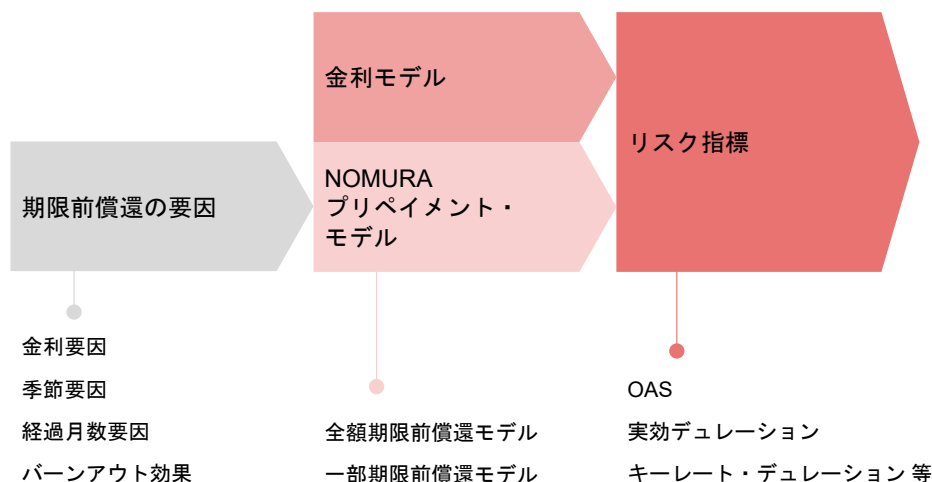 金利モデル
リスク指標
期限前償還の要因
NOMURA
プリペイメント・
モデル
金利要因
季節要因
経過月数要因
バーンアウト効果
全額期限前償還モデル
一部期限前償還モデル
OAS
実効デュレーション
キーレート・デュレーション 等